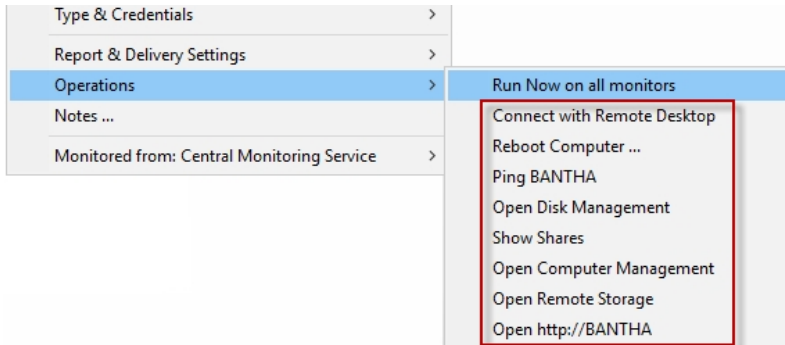 Type & Credentials
Report & Delivery Settings
Operations
Notes ...
Monitored from: Central Monitoring Service
Run Now on all monitors
Connect with Remote Desktop
Reboot Computer ...
Ping BANTHA
Open Disk Management
Show Shares
Open Computer Management
Open Remote Storage
Open http://BANTHA